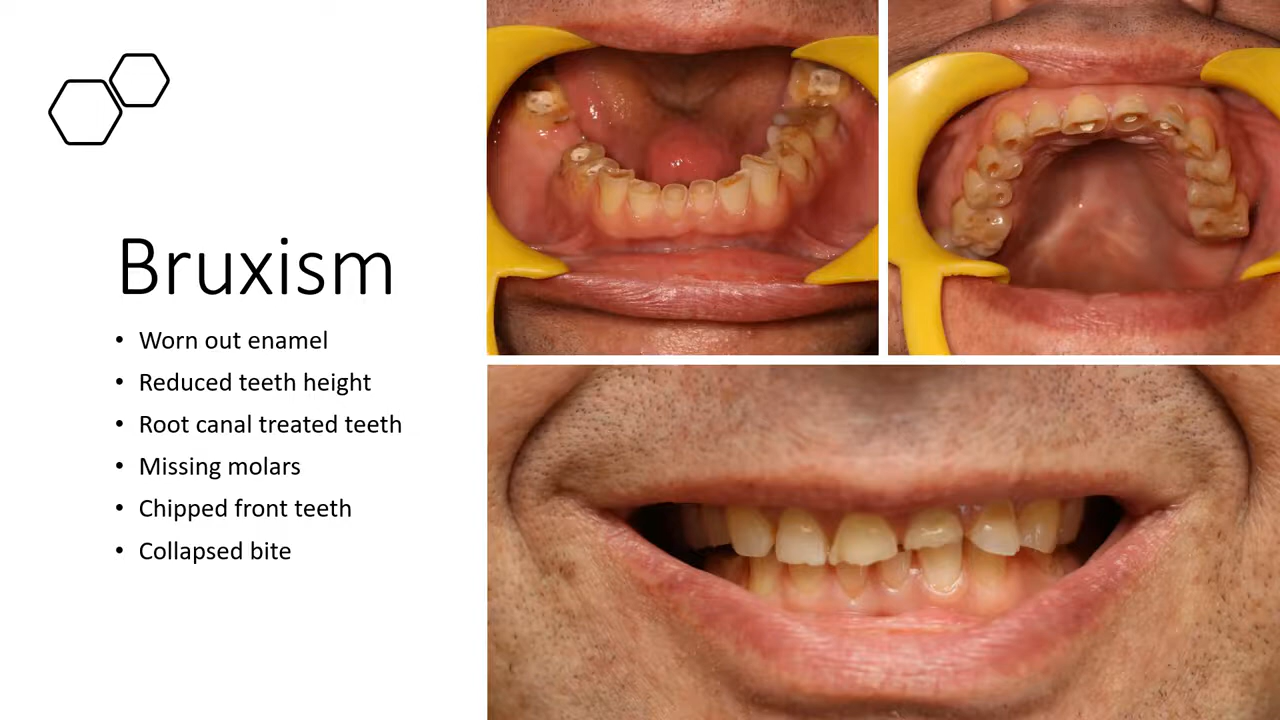 Bruxism
• Worn out enamel
• Reduced teeth height
• Root canal treated teeth
• Missing molars
• Chipped front teeth
• Collapsed bite